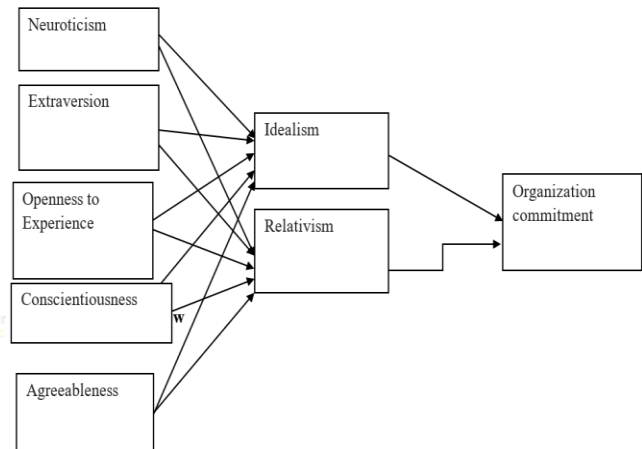 Neuroticism
Extraversion
Idealism
Openness to
Experience
Organization
commitment
Relativism
Conscientiousness
w
Agreeableness